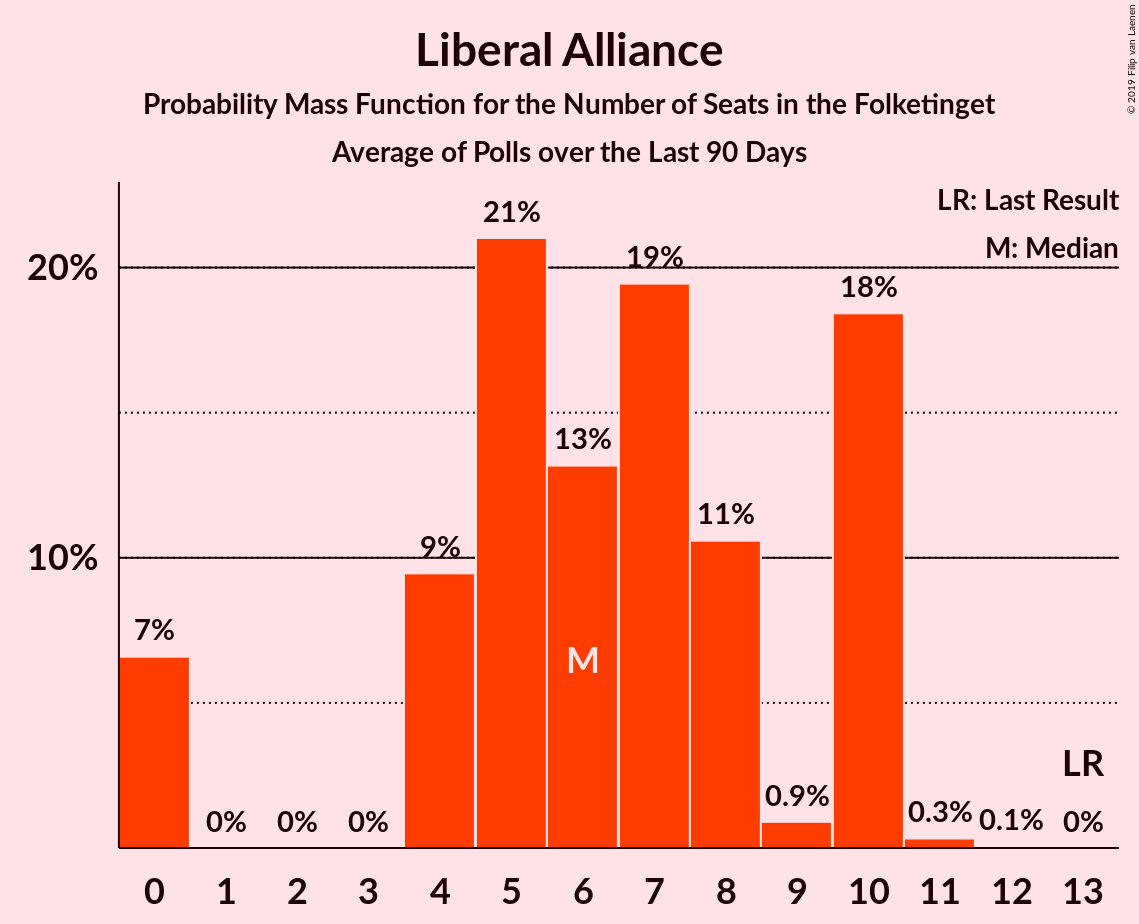 Liberal Alliance
Probability Mass Function for the Number of Seats in the Folketinget
Average of Polls over the Last 90 Days
© 2019 Filip van Laenen
LR: Last Result
M: Median
20%
10%
7%
0%
0%
0%
9%
21%
13%
19%
11%
0.9%
18%
0.3%
0.1%
0%
M
LR
0 1 2 3 4 5 6 7 8 9 10 11 12 13